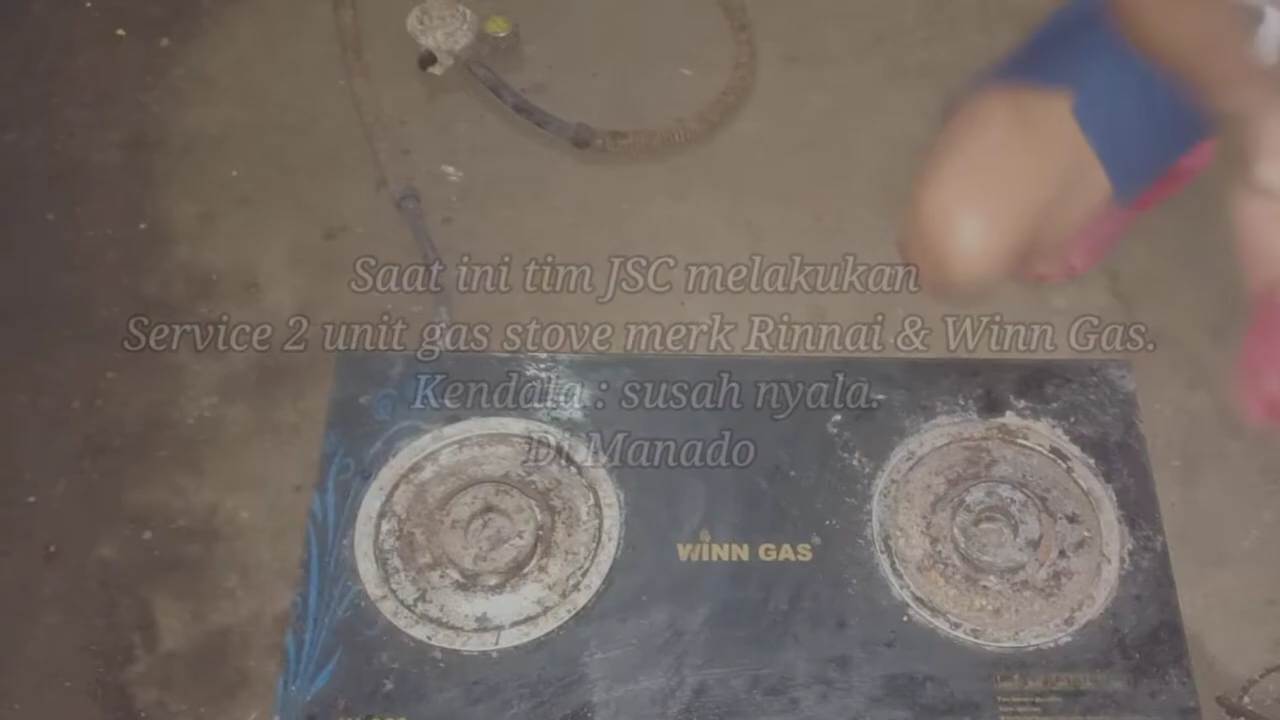 Saat ini tim JSC melakukan
Service 2 unit gas stove merk Rinnai & Winn Gas.
Kendala : susah nyala.
Di Manado
WINN GAS